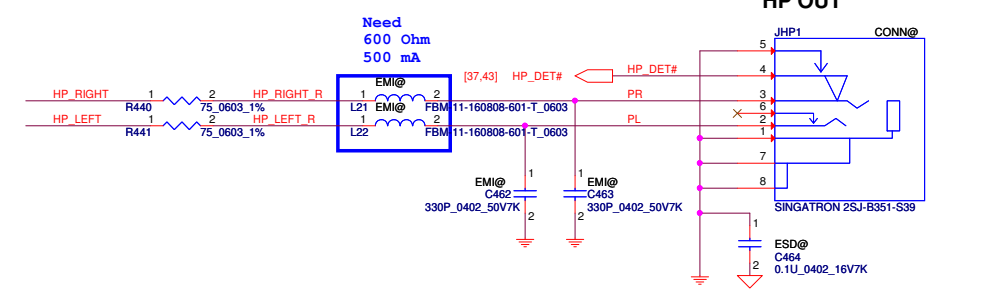 HP OUT
Need
600 Ohm
500 mA
JHP1 CONN@
5
EMI@
[37,43] HP_DET# HP_DET# 4
HP_RIGHT 1 2 HP_RIGHT_R 1 2 PR 3
R440 75_0603_1% L21 EMI@ FBM-11-160808-601-T_0603
6
HP_LEFT 1 2 HP_LEFT_R 1 2 PL 2
R441 75_0603_1% L22 FBM-11-160808-601-T_0603
1
7
8
1 1
EMI@ EMI@
C462 C463
330P_0402_50V7K 330P_0402_50V7K
2 2
SINGATRON 2SJ-B351-S39
1
ESD@
C464
2 0.1U_0402_16V7K